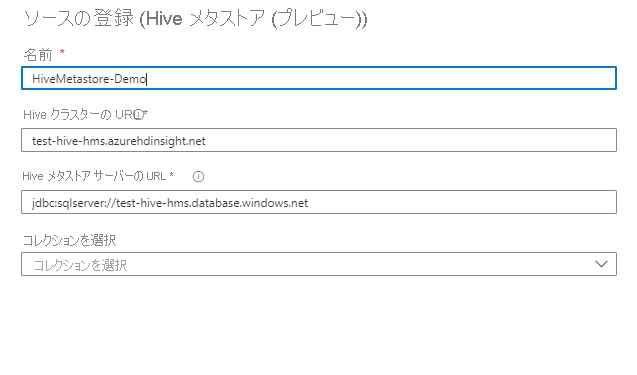 ソースの登録 (Hive メタストア (プレビュー))
名前 *
HiveMetastore-Demo
Hive クラスターの URL *
test-hive-hms.azurehdinsight.net
Hive メタストア サーバーの URL *
jdbc:sqlserver://test-hive-hms.database.windows.net
コレクションを選択
コレクションを選択